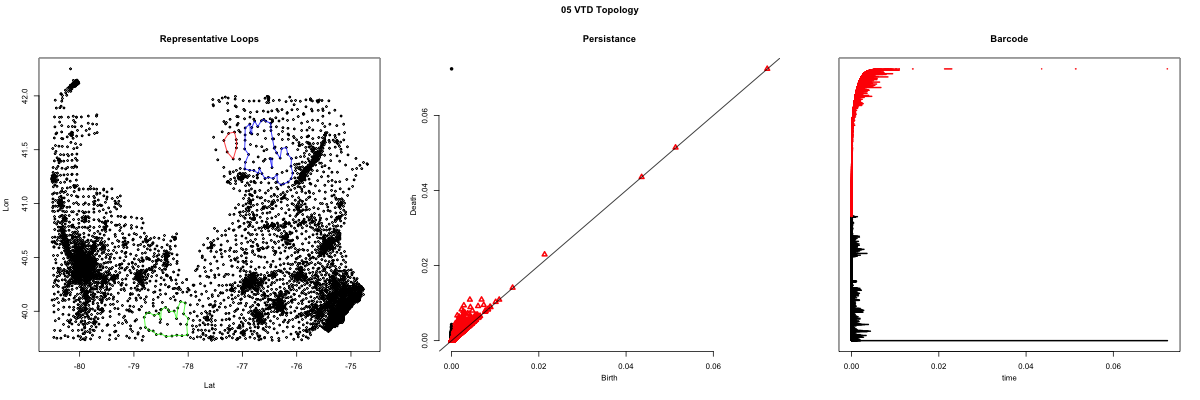 05 VTD Topology
Representative Loops
Lon
40.0
40.5
41.0
41.5
42.0
-80
-79
-78
-77
-76
-75
Lat
Persistance
Death
0.00
0.02
0.04
0.06
0.00
0.02
0.04
0.06
Birth
Barcode
0.00
0.02
0.04
0.06
time